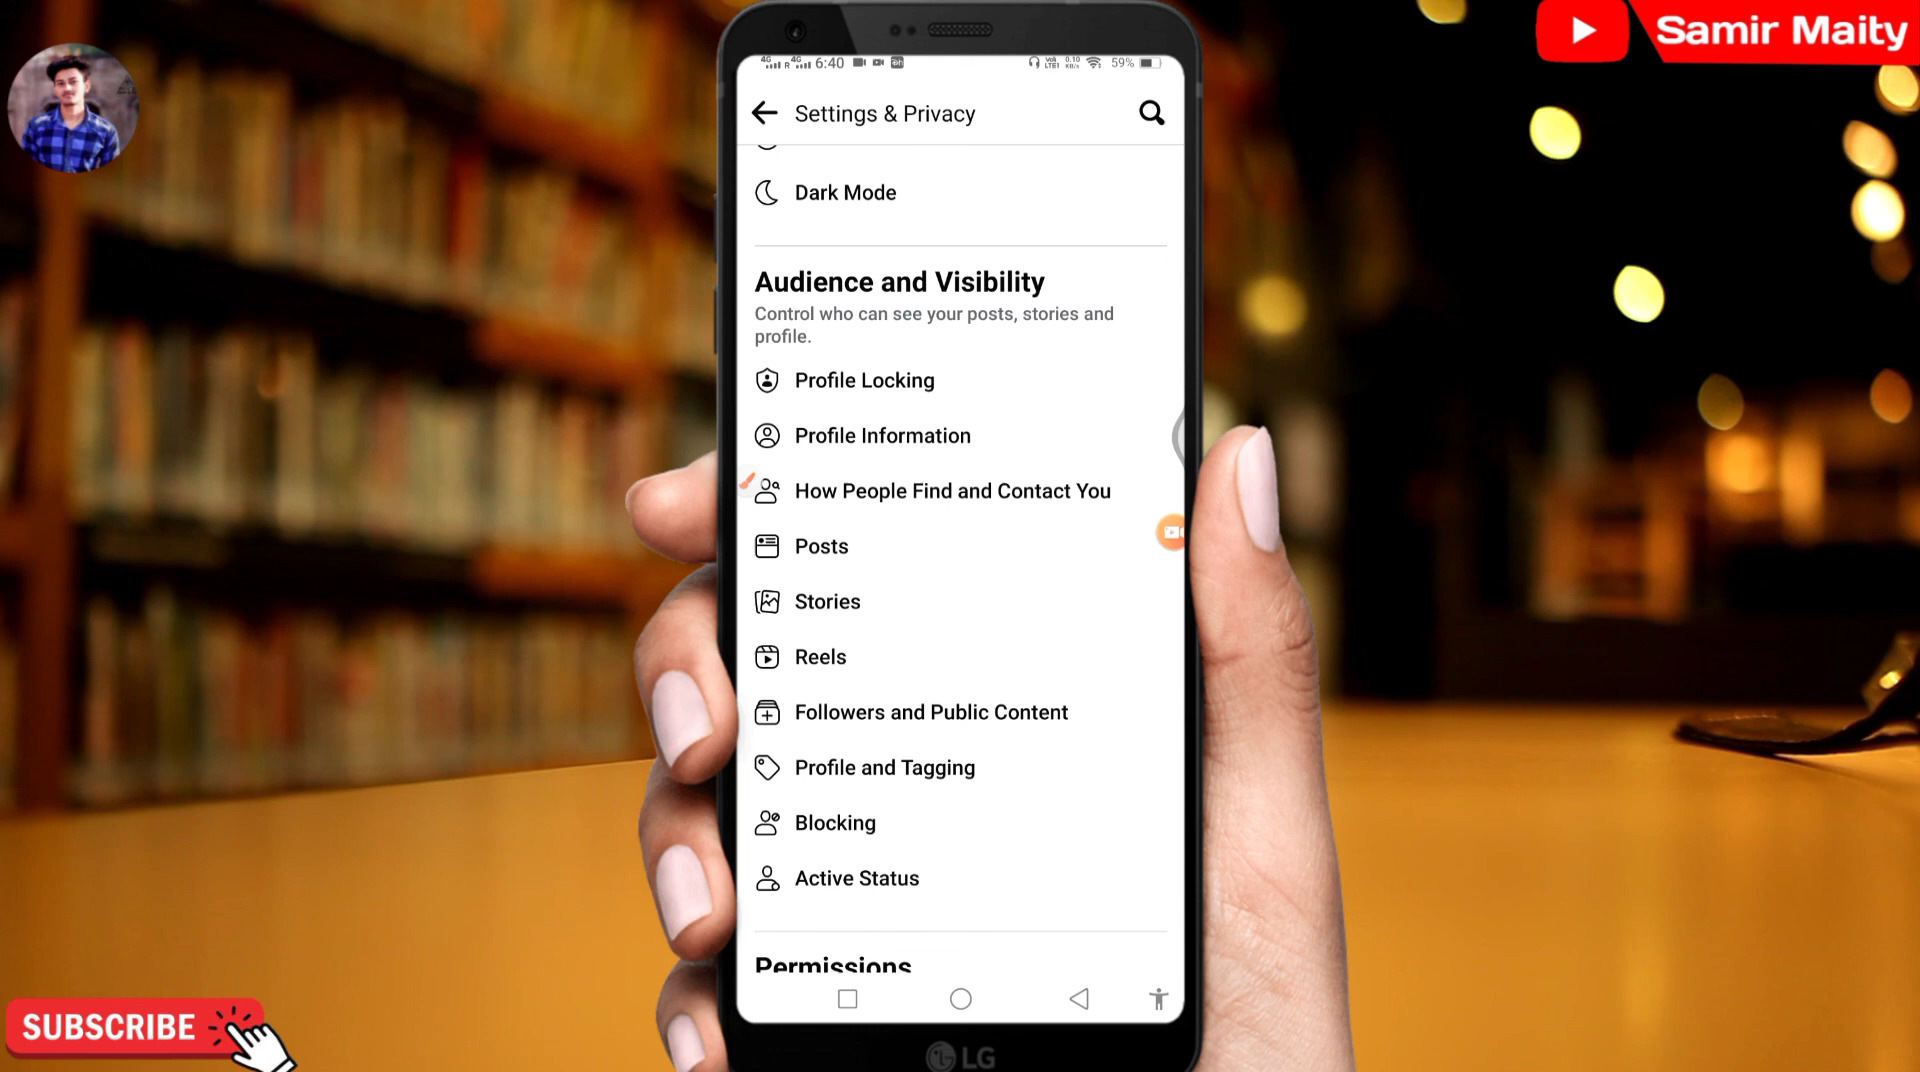 Samir Maity
6:40
59%
Settings & Privacy
Dark Mode
Audience and Visibility
Control who can see your posts, stories and
profile.
Profile Locking
Profile Information
How People Find and Contact You
Posts
Stories
Reels
Followers and Public Content
Profile and Tagging
Blocking
Active Status
Permissions
SUBSCRIBE
LG